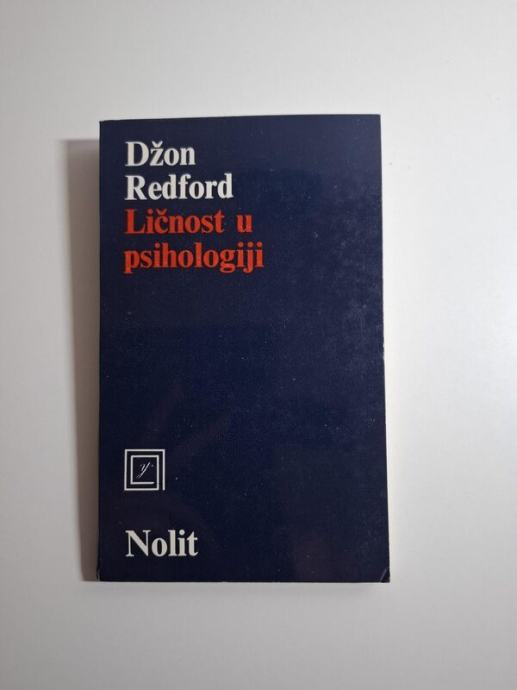 Džon
Redford
Ličnost u
psihologiji
Nolit